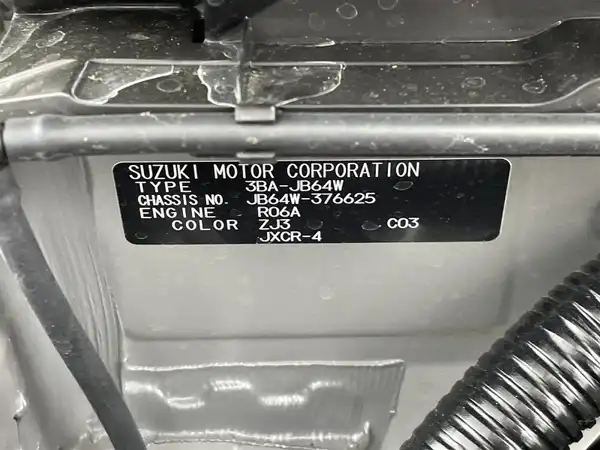 SUZUKI MOTOR CORPORATION
TYPE 3BA-JB64W
CHASSIS NO. JB64W-376625
ENGINE R06A
COLOR ZJ3 C03
JXCR-4